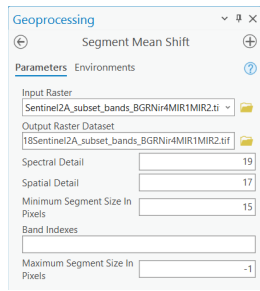 Geoprocessing
Segment Mean Shift
Parameters Environments
Input Raster
Sentinel2A_subset_bands_BGRNir4MIR1MIR2.ti
Output Raster Dataset
18Sentinel2A_subset_bands_BGRNir4MIR1MIR2.tif
Spectral Detail 19
Spatial Detail 17
Minimum Segment Size In
Pixels 15
Band Indexes
Maximum Segment Size In
Pixels -1